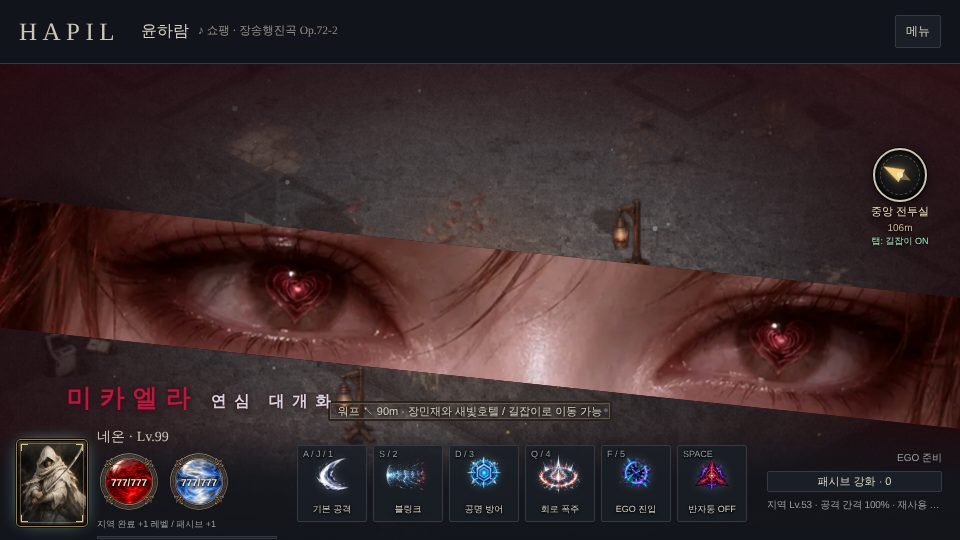 HAPIL
윤하람
♪ 쇼팽 · 장송행진곡 Op.72-2
메뉴
중앙 전투실
106m
탭: 길잡이 ON
미카엘라 연심 대개화
워프 ↖ 90m · 장민재와 새빛호텔 / 길잡이로 이동 가능
네온 · Lv.99
777/777
777/777
지역 완료 +1 레벨 / 패시브 +1
A / J / 1
기본 공격
S / 2
블링크
D / 3
공명 방어
Q / 4
회로 폭주
F / 5
EGO 진입
SPACE
반자동 OFF
EGO 준비
패시브 강화 · 0
지역 Lv.53 · 공격 간격 100% · 재사용 …